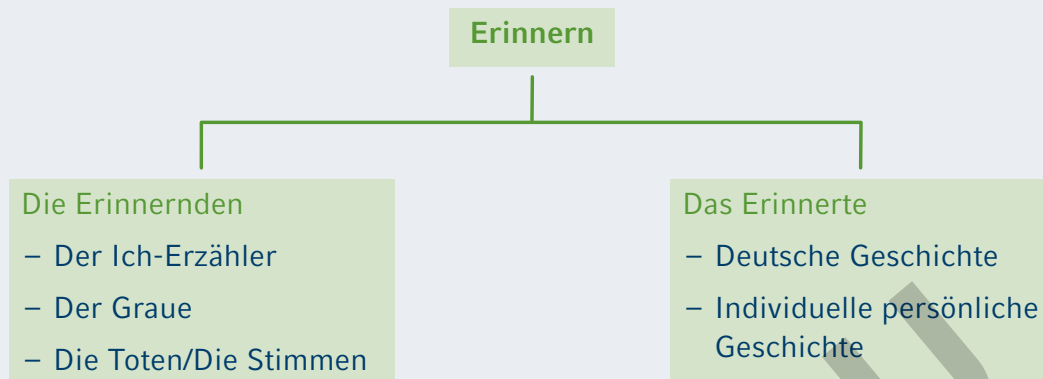 Erinnern
Die Erinnernden
– Der Ich-Erzähler
– Der Graue
– Die Toten/Die Stimmen
Das Erinnerte
– Deutsche Geschichte
– Individuelle persönliche
Geschichte